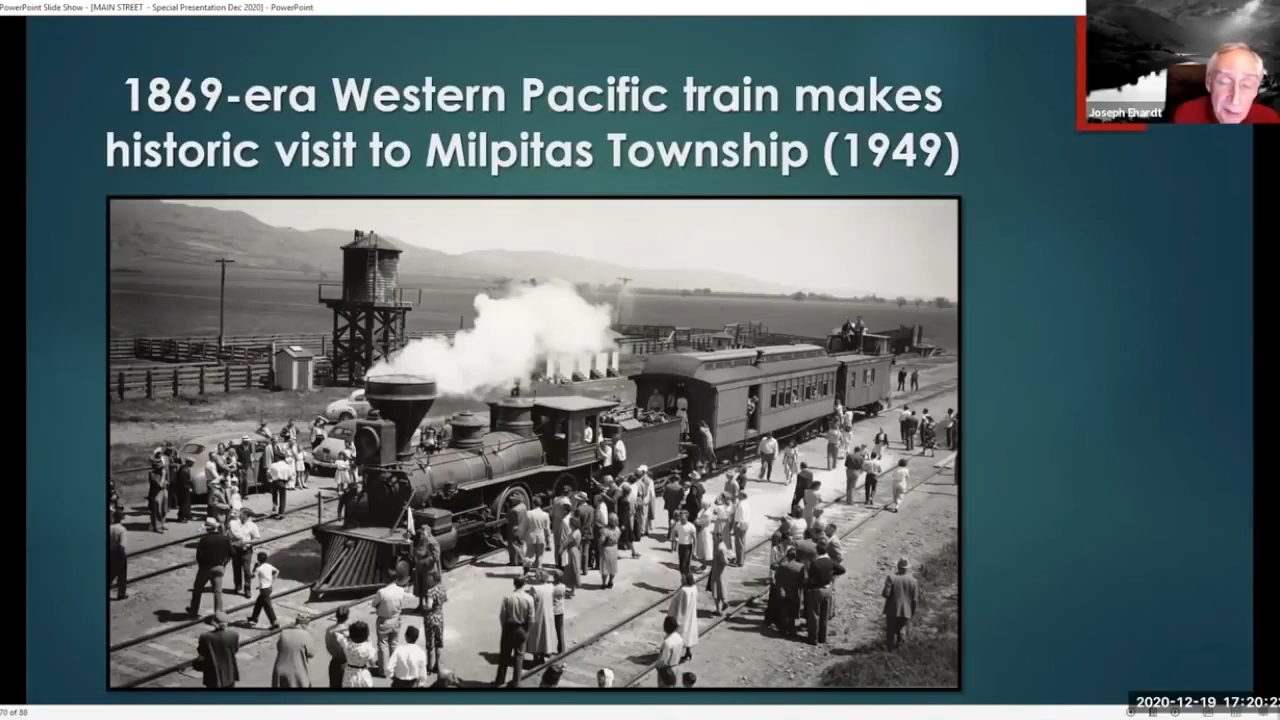 PowerPoint Slide Show - [MAIN STREET - Special Presentation Dec 2020] - PowerPoint
1869-era Western Pacific train makes
historic visit to Milpitas Township (1949)
Joseph Ehardt
2020-12-19 17:20:2
70 of 88